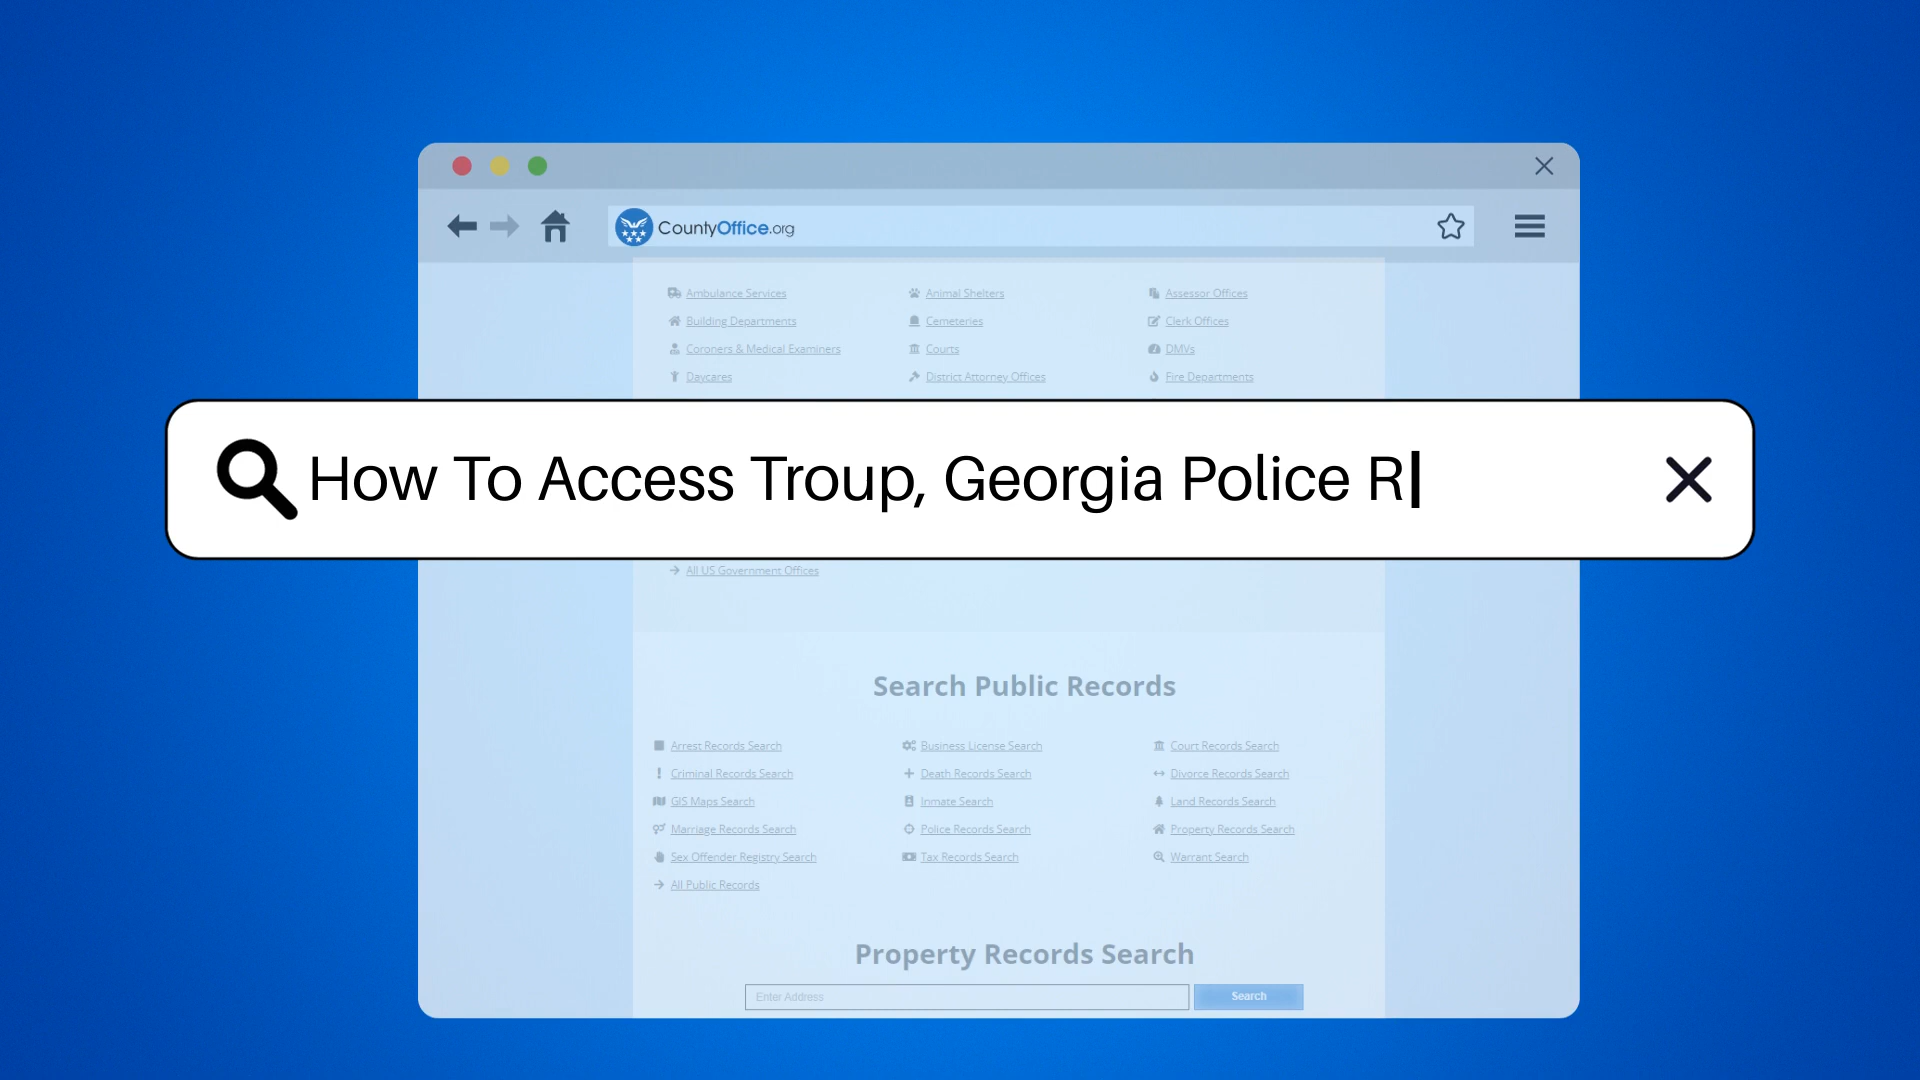 CountyOffice.org
Ambulance Services Animal Shelters Assessor Offices
Building Departments Cemeteries Clerk Offices
Coroners & Medical Examiners Courts DMVs
Daycares District Attorney Offices Fire Departments
How To Access Troup, Georgia Police R
All US Government Offices
Search Public Records
Arrest Records Search Business License Search Court Records Search
Criminal Records Search Death Records Search Divorce Records Search
GIS Maps Search Inmate Search Land Records Search
Marriage Records Search Police Records Search Property Records Search
Sex Offender Registry Search Tax Records Search Warrant Search
All Public Records
Property Records Search
Enter Address Search